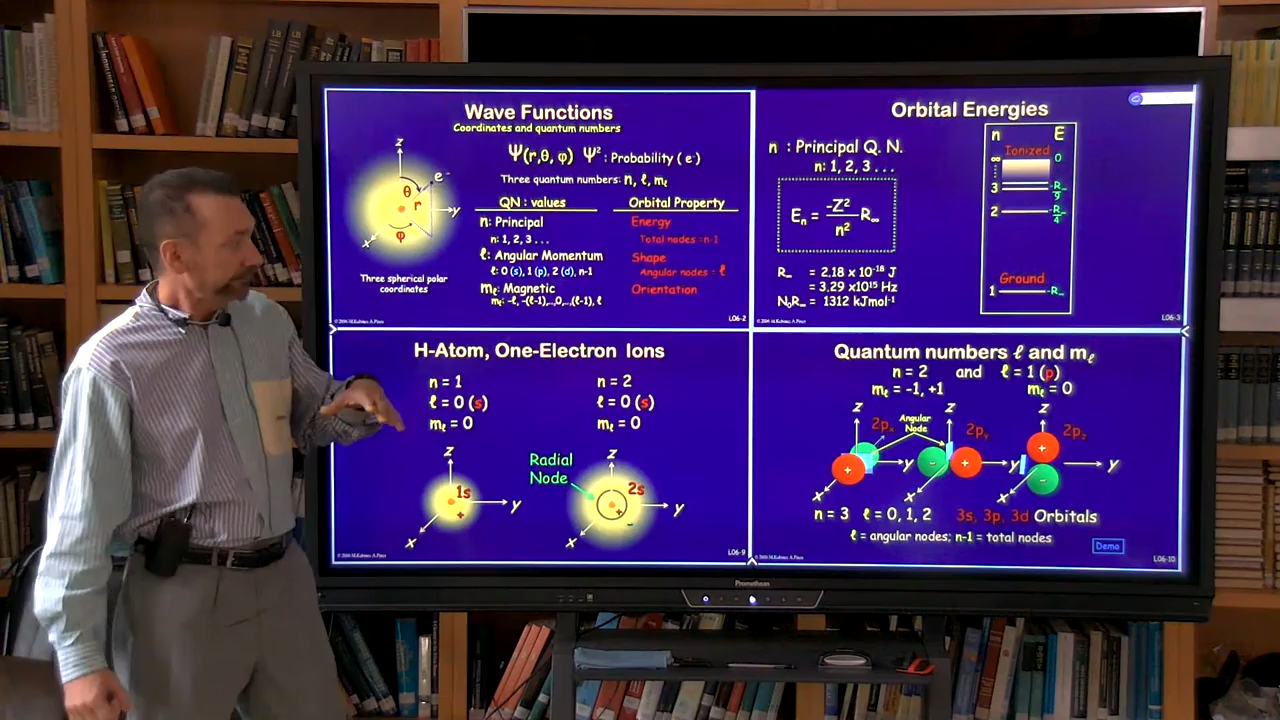 Wave Functions
Coordinates and quantum numbers
Ψ(r,θ, φ) Ψ² : Probability ( e⁻)
Three quantum numbers: n, ℓ, mℓ
z
θ
e⁻
r
y
x
φ
Three spherical polar
coordinates
QN : values
n: Principal
n: 1, 2, 3 . . .
ℓ: Angular Momentum
ℓ: 0 (s), 1 (p), 2 (d), n-1
mℓ: Magnetic
mℓ: -ℓ, -(ℓ-1),..,0,..,(ℓ-1), ℓ
Orbital Property
Energy
Total nodes =n-1
Shape
Angular nodes = ℓ
Orientation
L06-2
Orbital Energies
n : Principal Q. N.
n: 1, 2, 3 . . .
Eₙ = -Z²/n² R∞
R∞ = 2.18 x 10⁻¹⁸ J
= 3.29 x 10¹⁵ Hz
N₀R∞ = 1312 kJmol⁻¹
n E
Ionized
∞ 0
3 -R∞/9
2 -R∞/4
Ground
1 -R∞
L06-3
H-Atom, One-Electron Ions
n = 1
ℓ = 0 (s)
mℓ = 0
z
1s
+
y
x
n = 2
ℓ = 0 (s)
mℓ = 0
Radial
Node
z
2s
+
-
y
x
L06-9
Quantum numbers ℓ and mℓ
n = 2 and ℓ = 1 (p)
mℓ = -1, +1 mℓ = 0
z
2pₓ
+
y
x
Angular
Node
z
2pᵧ
- +
y
x
z
2p_z
+
-
y
x
n = 3 ℓ = 0, 1, 2 3s, 3p, 3d Orbitals
ℓ = angular nodes; n-1 = total nodes
Demo
L06-10
Promethean